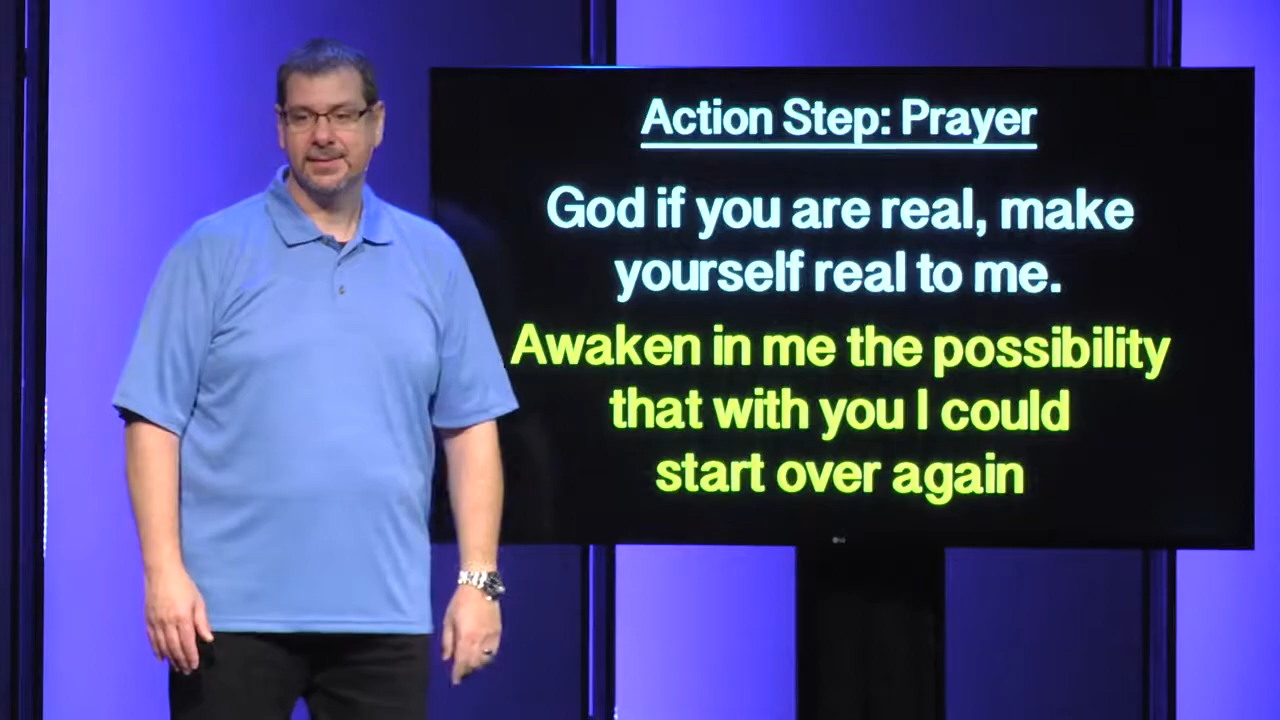 Action Step: Prayer
God if you are real, make
yourself real to me.
Awaken in me the possibility
that with you I could
start over again
LG